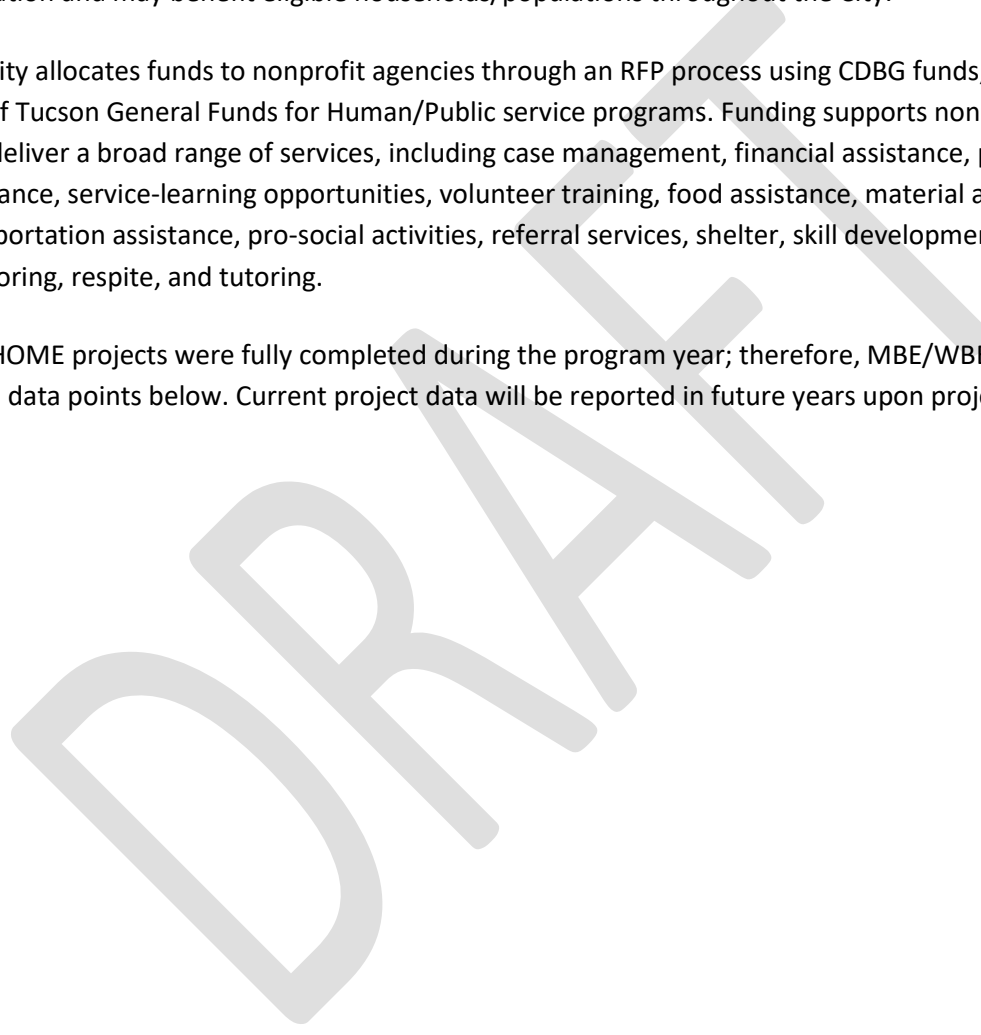 and may benefit eligible households/populations throughout the City.
ity allocates funds to nonprofit agencies through an RFP process using CDBG funds,
of Tucson General Funds for Human/Public service programs. Funding supports non
deliver a broad range of services, including case management, financial assistance, p
ance, service-learning opportunities, volunteer training, food assistance, material a
portation assistance, pro-social activities, referral services, shelter, skill developmen
oring, respite, and tutoring.
HOME projects were fully completed during the program year; therefore, MBE/WBE
data points below. Current project data will be reported in future years upon proje
DRAFT